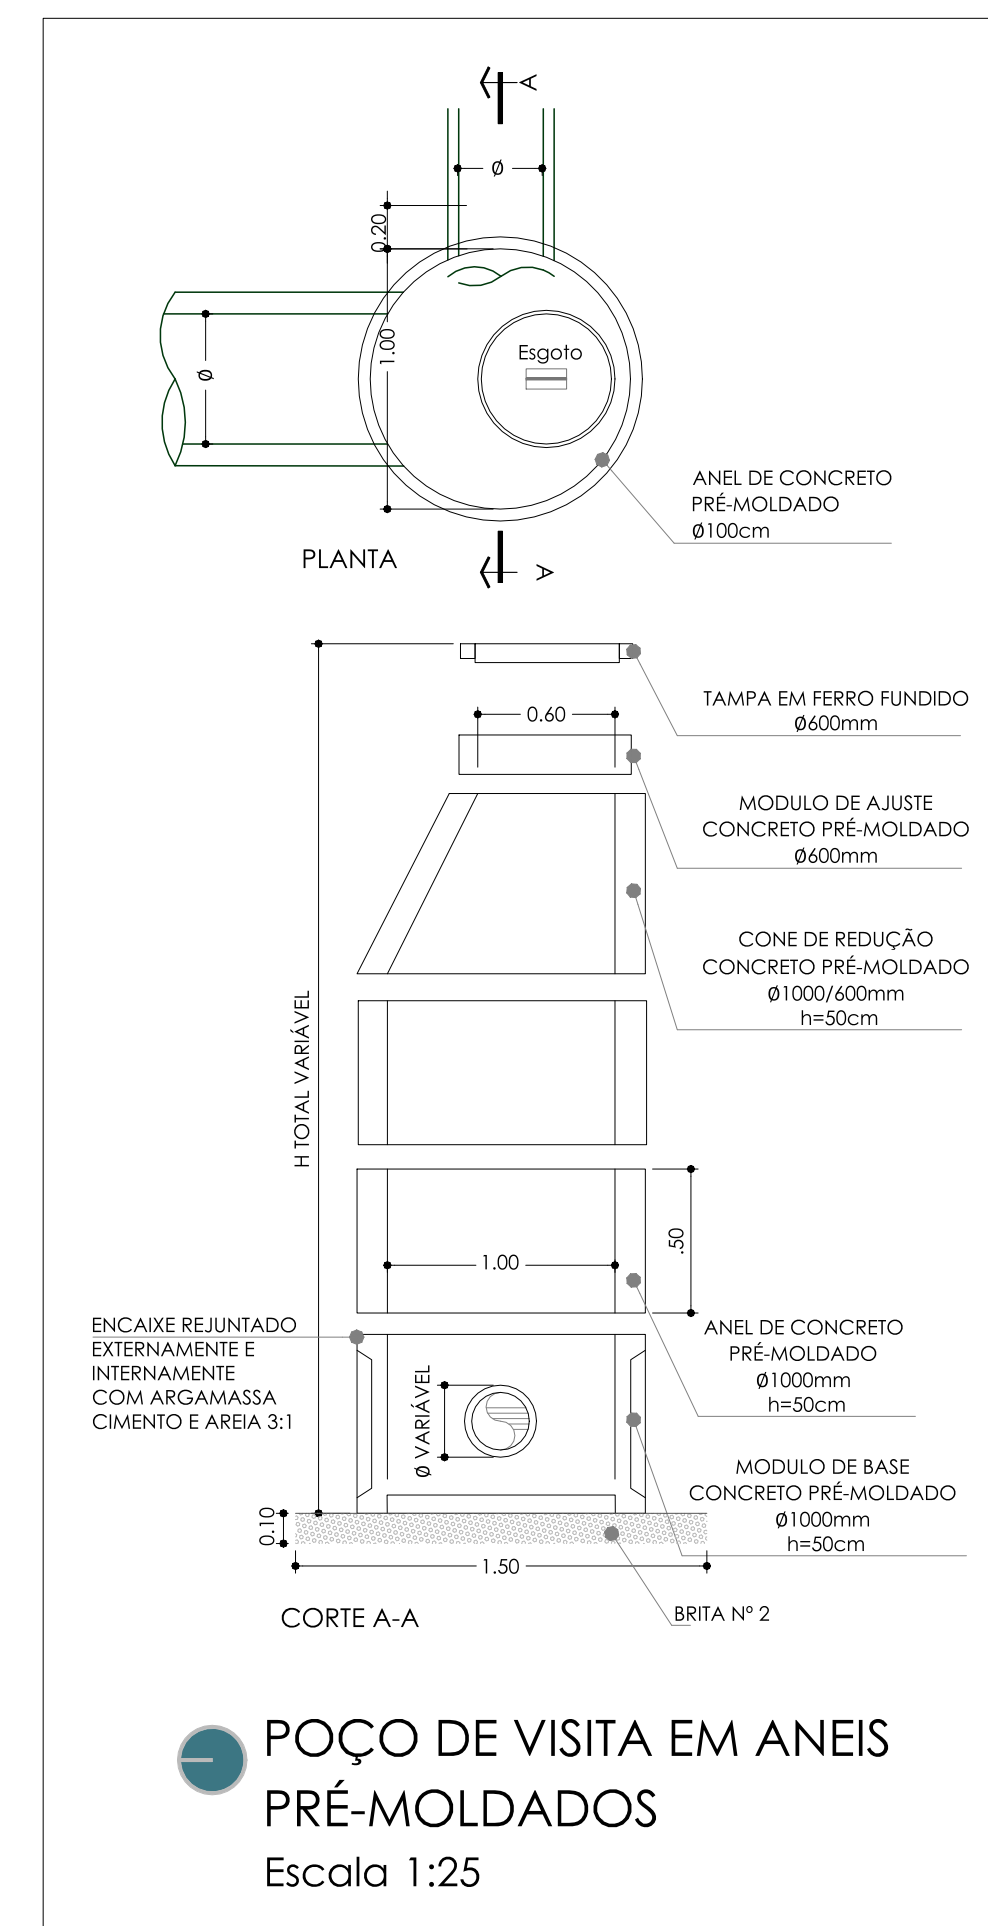 A
Ø
0.20
1.00
Ø
Esgoto
ANEL DE CONCRETO
PRÉ-MOLDADO
Ø100cm
PLANTA
A
TAMPA EM FERRO FUNDIDO
Ø600mm
0.60
MODULO DE AJUSTE
CONCRETO PRÉ-MOLDADO
Ø600mm
CONE DE REDUÇÃO
CONCRETO PRÉ-MOLDADO
Ø1000/600mm
h=50cm
H TOTAL VARIÁVEL
.50
1.00
ENCAIXE REJUNTADO
EXTERNAMENTE E
INTERNAMENTE
COM ARGAMASSA
CIMENTO E AREIA 3:1
ANEL DE CONCRETO
PRÉ-MOLDADO
Ø1000mm
h=50cm
Ø VARIÁVEL
MODULO DE BASE
CONCRETO PRÉ-MOLDADO
Ø1000mm
h=50cm
0.10
1.50
BRITA Nº 2
CORTE A-A
POÇO DE VISITA EM ANEIS
PRÉ-MOLDADOS
Escala 1:25